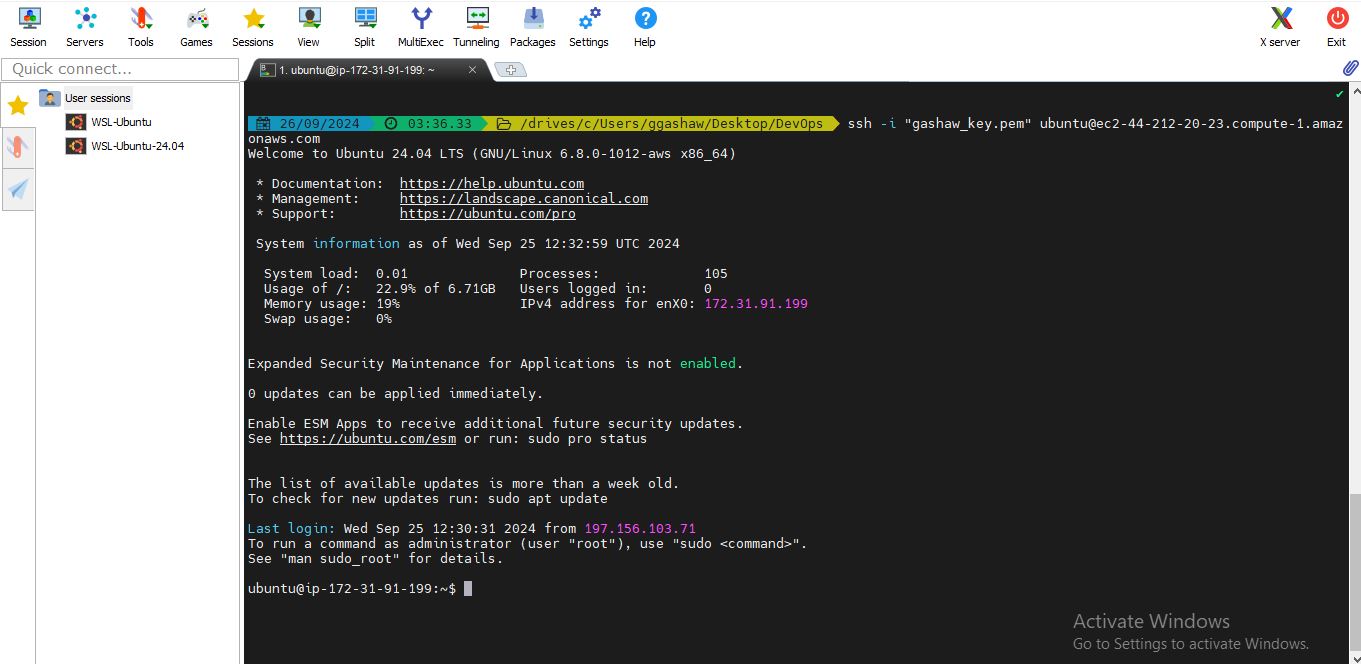 Session Servers Tools Games Sessions View Split MultiExec Tunneling Packages Settings Help X server Exit
Quick connect...
1. ubuntu@ip-172-31-91-199: ~
User sessions
WSL-Ubuntu
WSL-Ubuntu-24.04
26/09/2024 03:36.33 /drives/c/Users/ggashaw/Desktop/DevOps ssh -i "gashaw_key.pem" ubuntu@ec2-44-212-20-23.compute-1.amaz
onaws.com
Welcome to Ubuntu 24.04 LTS (GNU/Linux 6.8.0-1012-aws x86_64)
* Documentation: https://help.ubuntu.com
* Management: https://landscape.canonical.com
* Support: https://ubuntu.com/pro
System information as of Wed Sep 25 12:32:59 UTC 2024
System load: 0.01 Processes: 105
Usage of /: 22.9% of 6.71GB Users logged in: 0
Memory usage: 19% IPv4 address for enX0: 172.31.91.199
Swap usage: 0%
Expanded Security Maintenance for Applications is not enabled.
0 updates can be applied immediately.
Enable ESM Apps to receive additional future security updates.
See https://ubuntu.com/esm or run: sudo pro status
The list of available updates is more than a week old.
To check for new updates run: sudo apt update
Last login: Wed Sep 25 12:30:31 2024 from 197.156.103.71
To run a command as administrator (user "root"), use "sudo <command>".
See "man sudo_root" for details.
ubuntu@ip-172-31-91-199:~$
Activate Windows
Go to Settings to activate Windows.